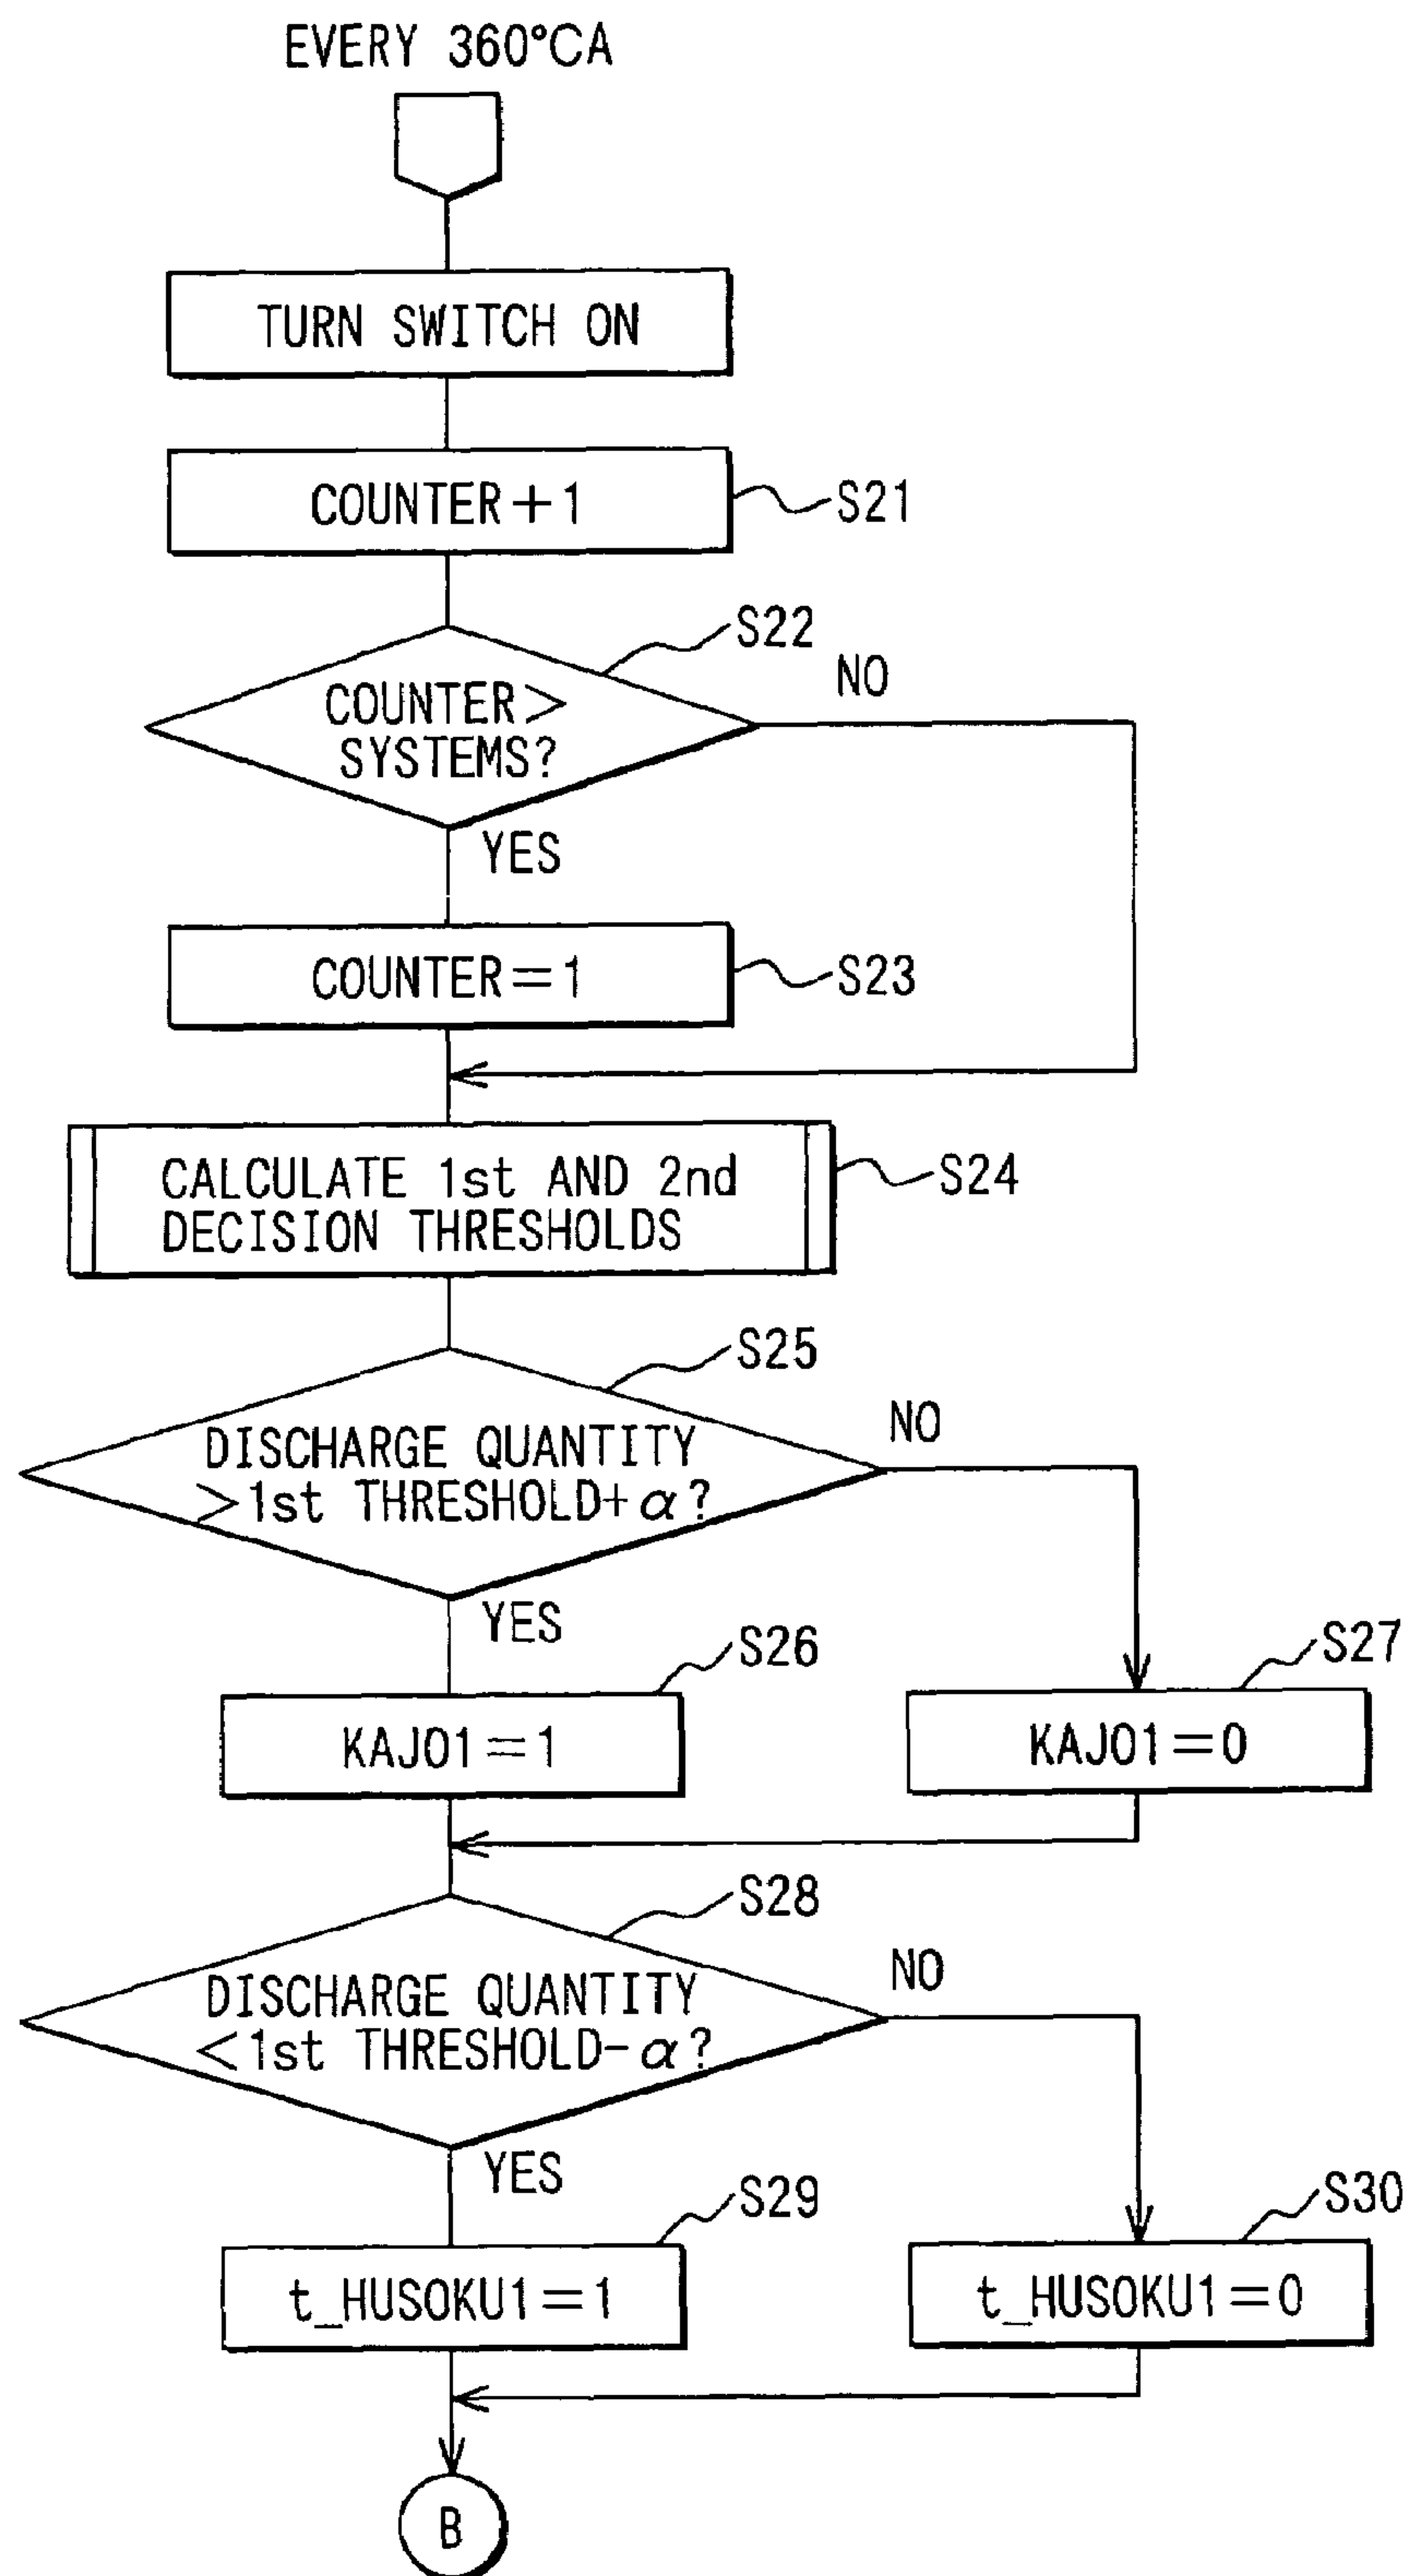 EVERY 360°CA
TURN SWITCH ON
COUNTER+1
S21
S22
COUNTER>
SYSTEMS?
NO
YES
COUNTER=1
S23
CALCULATE 1st AND 2nd
DECISION THRESHOLDS
S24
S25
DISCHARGE QUANTITY
>1st THRESHOLD+α?
NO
YES
S26
KAJO1=1
S27
KAJO1=0
S28
DISCHARGE QUANTITY
<1st THRESHOLD-α?
NO
YES
S29
t_HUSOKU1=1
S30
t_HUSOKU1=0
B